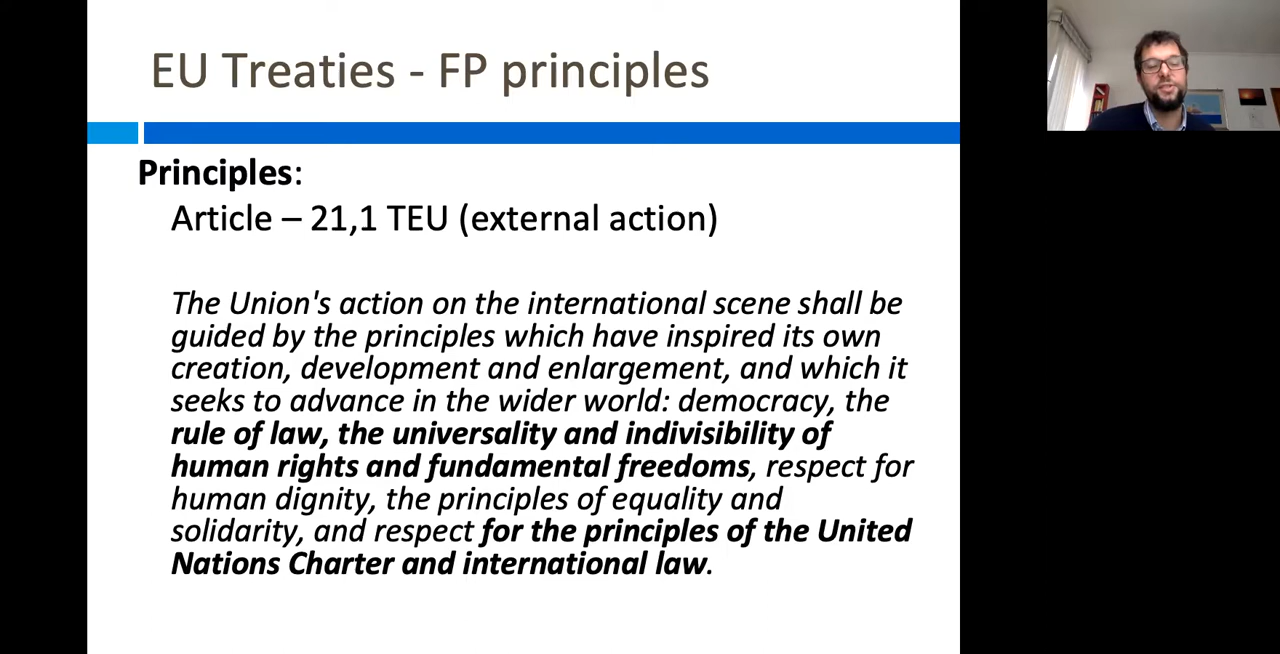 EU Treaties - FP principles
Principles:
Article – 21,1 TEU (external action)
The Union's action on the international scene shall be
guided by the principles which have inspired its own
creation, development and enlargement, and which it
seeks to advance in the wider world: democracy, the
rule of law, the universality and indivisibility of
human rights and fundamental freedoms, respect for
human dignity, the principles of equality and
solidarity, and respect for the principles of the United
Nations Charter and international law.